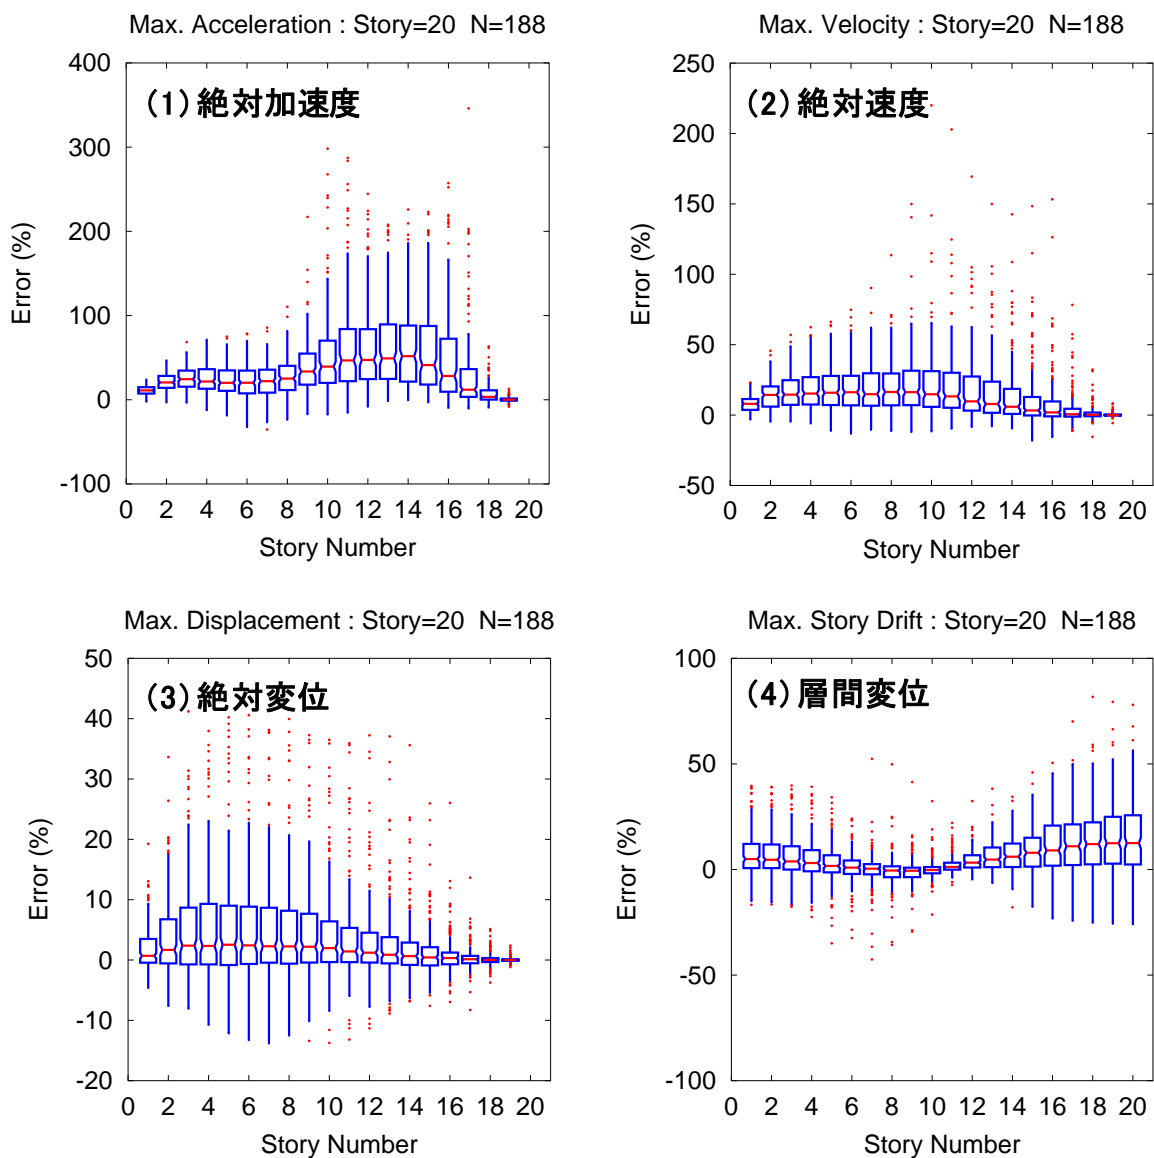 Max. Acceleration : Story=20 N=188
(1)絶対加速度
400
300
200
100
0
-100
Error (%)
0 2 4 6 8 10 12 14 16 18 20
Story Number
Max. Velocity : Story=20 N=188
(2)絶対速度
250
200
150
100
50
0
-50
Error (%)
0 2 4 6 8 10 12 14 16 18 20
Story Number
Max. Displacement : Story=20 N=188
(3)絶対変位
50
40
30
20
10
0
-10
-20
Error (%)
0 2 4 6 8 10 12 14 16 18 20
Story Number
Max. Story Drift : Story=20 N=188
(4)層間変位
100
50
0
-50
-100
Error (%)
0 2 4 6 8 10 12 14 16 18 20
Story Number